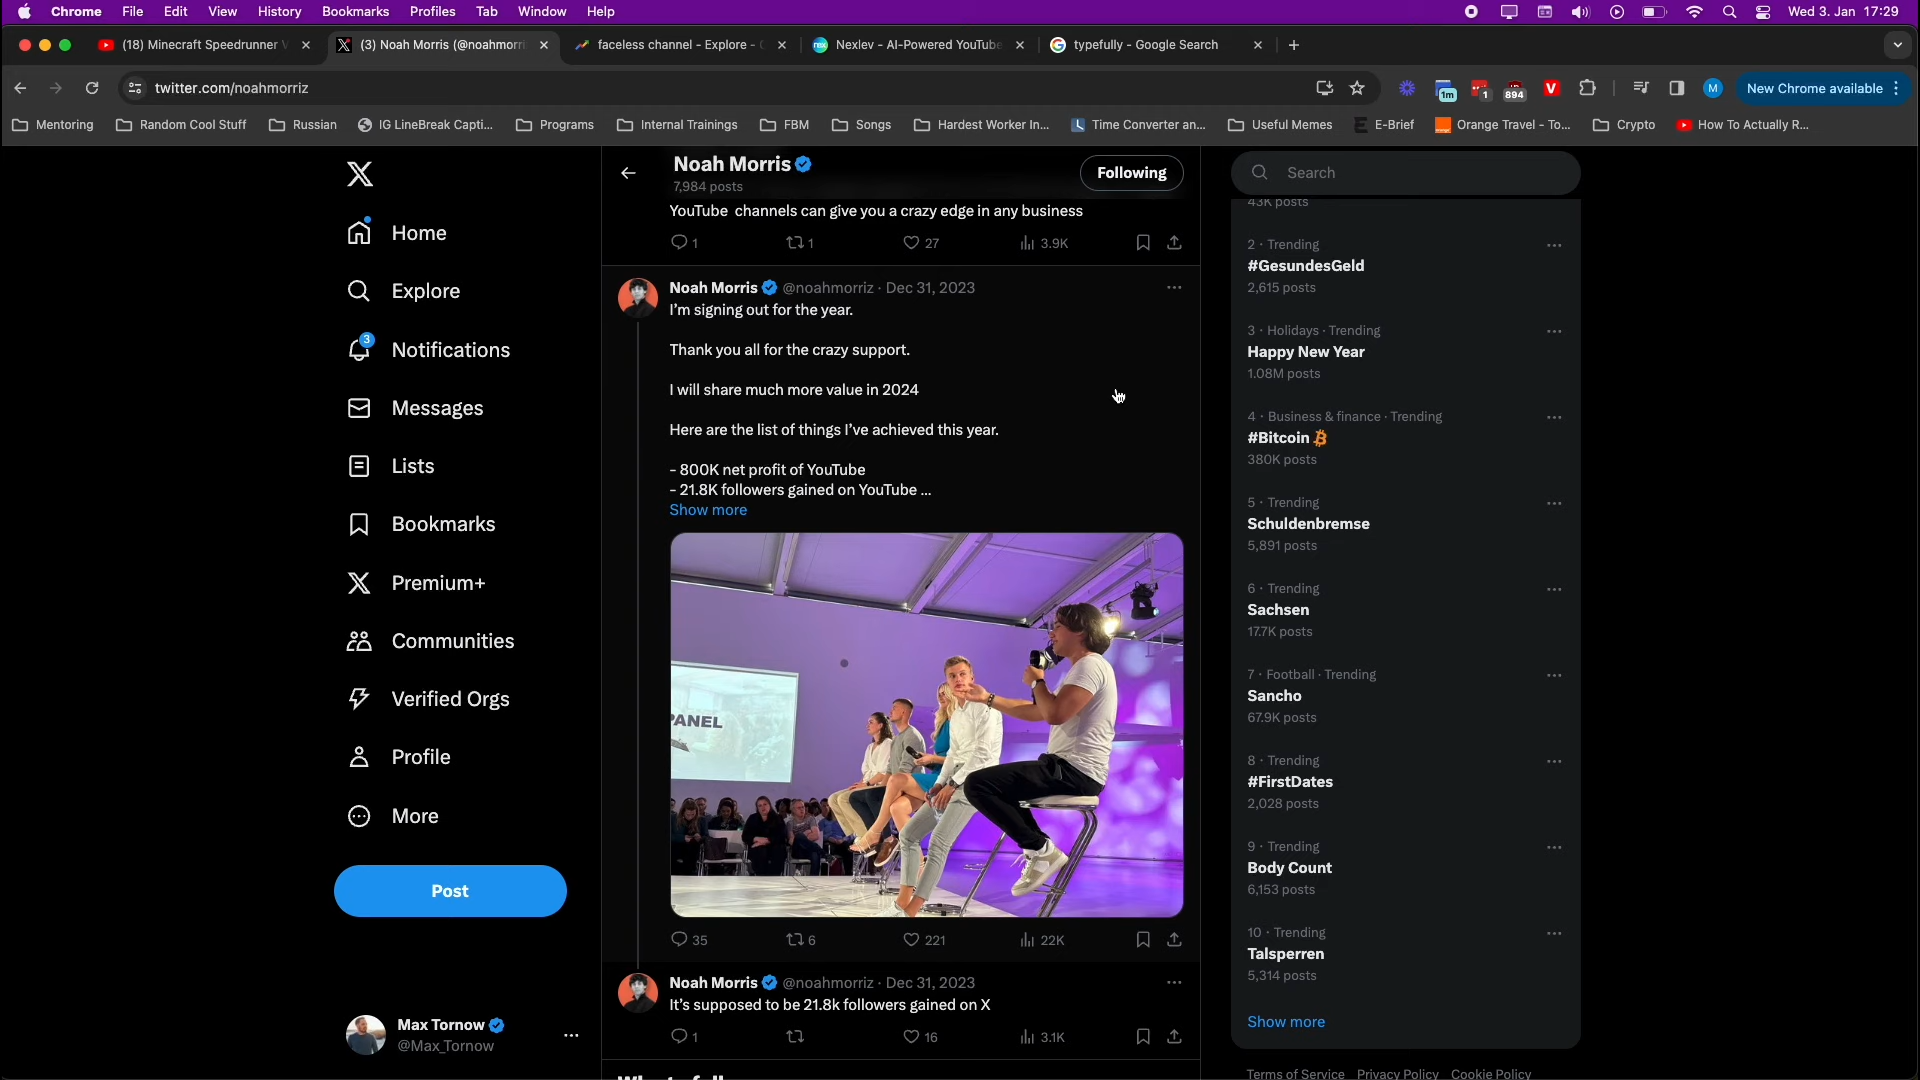 Chrome File Edit View History Bookmarks Profiles Tab Window Help Wed 3. Jan 17:29
(18) Minecraft Speedrunner
(3) Noah Morris (@noahmorri
faceless channel - Explore -
Nexlev - AI-Powered YouTube
typefully - Google Search
twitter.com/noahmorriz
1m
1
894
M
New Chrome available
Mentoring
Random Cool Stuff
Russian
IG LineBreak Capti...
Programs
Internal Trainings
FBM
Songs
Hardest Worker In...
Time Converter an...
Useful Memes
E-Brief
Orange Travel - To...
Crypto
How To Actually R...
Home
Explore
3
Notifications
Messages
Lists
Bookmarks
Premium+
Communities
Verified Orgs
Profile
More
Post
Max Tornow
@Max_Tornow
Noah Morris
7,984 posts
Following
YouTube channels can give you a crazy edge in any business
1 1 27 3.9K
Noah Morris @noahmorriz · Dec 31, 2023
I'm signing out for the year.
Thank you all for the crazy support.
I will share much more value in 2024
Here are the list of things I've achieved this year.
- 800K net profit of YouTube
- 21.8K followers gained on YouTube ...
Show more
PANEL
35 6 221 22K
Noah Morris @noahmorriz · Dec 31, 2023
It's supposed to be 21.8k followers gained on X
1 16 3.1K
Search
43K posts
2 · Trending
#GesundesGeld
2,615 posts
3 · Holidays · Trending
Happy New Year
1.08M posts
4 · Business & finance · Trending
#Bitcoin
380K posts
5 · Trending
Schuldenbremse
5,891 posts
6 · Trending
Sachsen
17.7K posts
7 · Football · Trending
Sancho
67.9K posts
8 · Trending
#FirstDates
2,028 posts
9 · Trending
Body Count
6,153 posts
10 · Trending
Talsperren
5,314 posts
Show more
Terms of Service Privacy Policy Cookie Policy